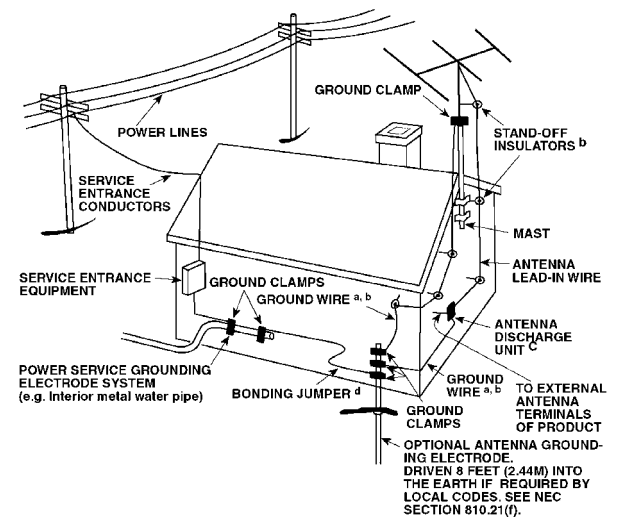 GROUND CLAMP
POWER LINES
STAND-OFF
INSULATORS b
SERVICE
ENTRANCE
CONDUCTORS
MAST
ANTENNA
LEAD-IN WIRE
SERVICE ENTRANCE
EQUIPMENT
GROUND CLAMPS
GROUND WIRE a, b
ANTENNA
DISCHARGE
UNIT C
POWER SERVICE GROUNDING
ELECTRODE SYSTEM
(e.g. Interior metal water pipe)
BONDING JUMPER d
GROUND
WIRE a, b
TO EXTERNAL
ANTENNA
TERMINALS
OF PRODUCT
GROUND
CLAMPS
OPTIONAL ANTENNA GROUND-
ING ELECTRODE.
DRIVEN 8 FEET (2.44M) INTO
THE EARTH IF REQUIRED BY
LOCAL CODES. SEE NEC
SECTION 810.21(f).